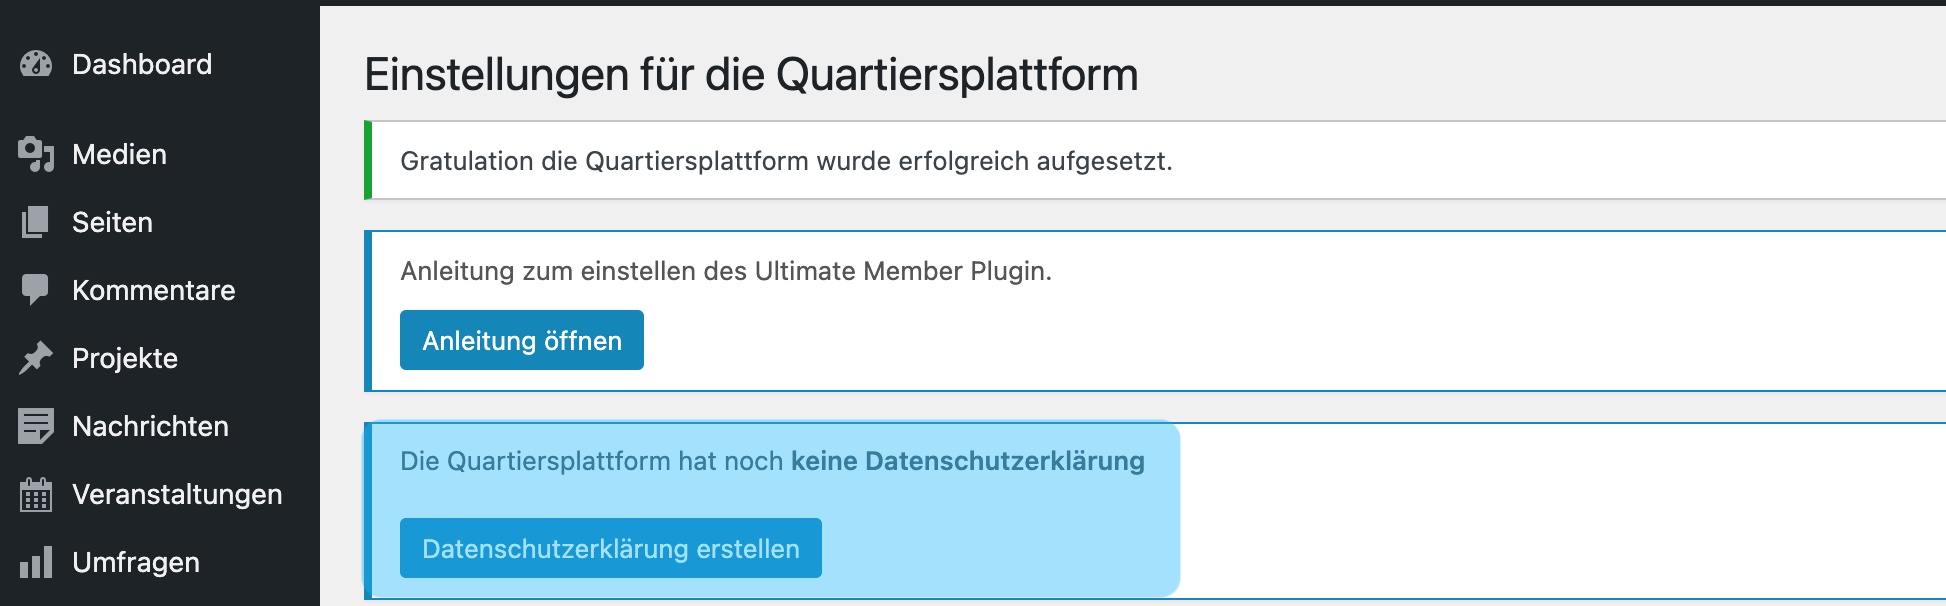 Dashboard
Medien
Seiten
Kommentare
Projekte
Nachrichten
Veranstaltungen
Umfragen
Einstellungen für die Quartiersplattform
Gratulation die Quartiersplattform wurde erfolgreich aufgesetzt.
Anleitung zum einstellen des Ultimate Member Plugin.
Anleitung öffnen
Die Quartiersplattform hat noch keine Datenschutzerklärung
Datenschutzerklärung erstellen